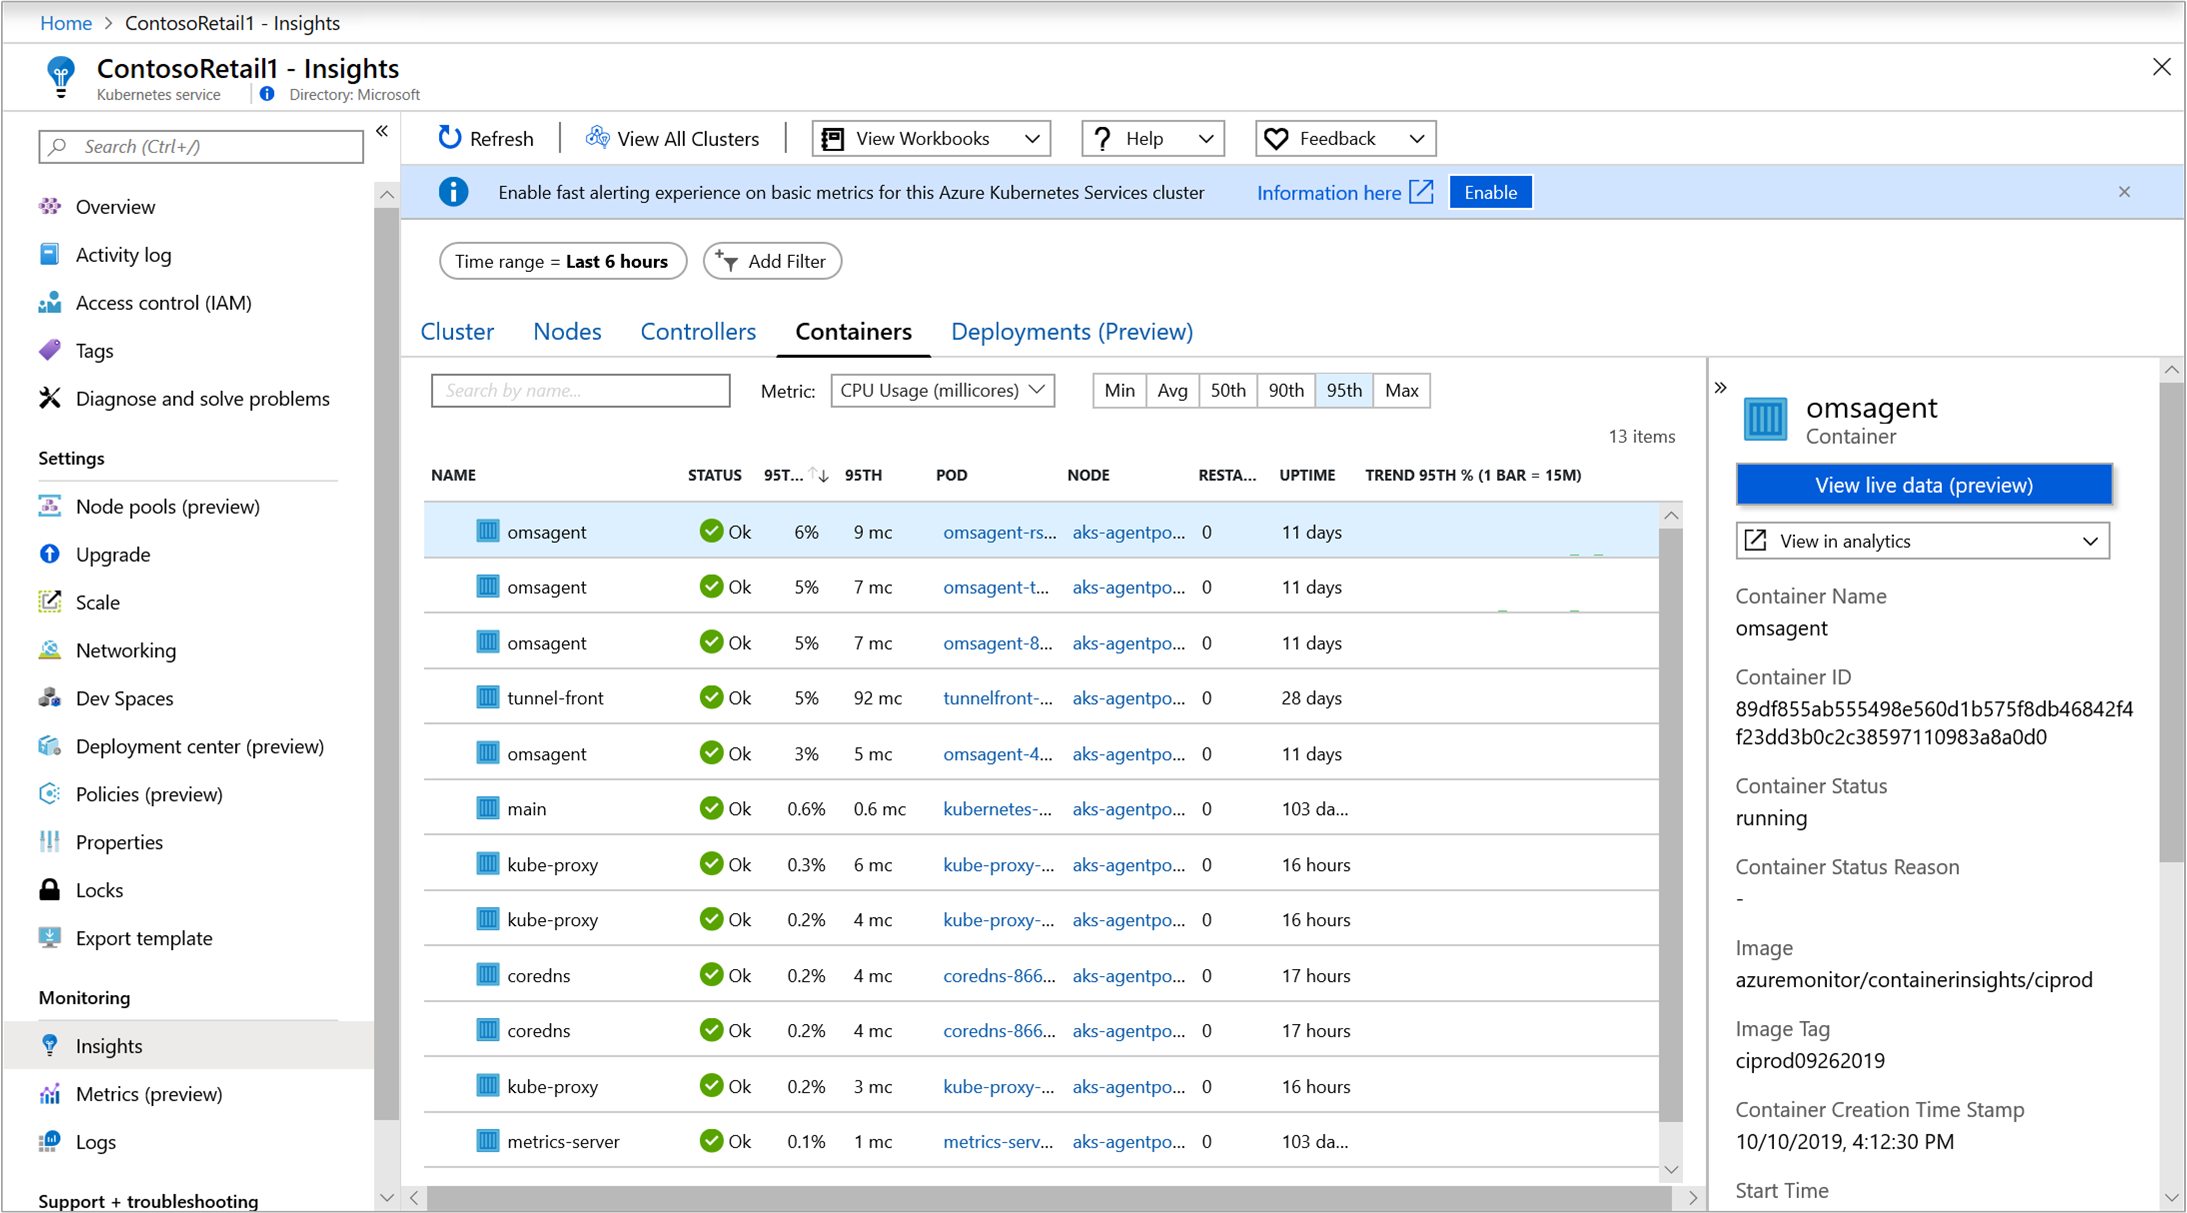 Home > ContosoRetail1 - Insights
ContosoRetail1 - Insights
Kubernetes service
Directory: Microsoft
Search (Ctrl+/)
Overview
Activity log
Access control (IAM)
Tags
Diagnose and solve problems
Settings
Node pools (preview)
Upgrade
Scale
Networking
Dev Spaces
Deployment center (preview)
Policies (preview)
Properties
Locks
Export template
Monitoring
Insights
Metrics (preview)
Logs
Support + troubleshooting
Refresh View All Clusters View Workbooks Help Feedback
Enable fast alerting experience on basic metrics for this Azure Kubernetes Services cluster Information here Enable
Time range = Last 6 hours Add Filter
Cluster Nodes Controllers Containers Deployments (Preview)
Search by name... Metric: CPU Usage (millicores) Min Avg 50th 90th 95th Max
13 items
NAME STATUS 95T... 95TH POD NODE RESTA... UPTIME TREND 95TH % (1 BAR = 15M)
omsagent Ok 6% 9 mc omsagent-rs... aks-agentpo... 0 11 days
omsagent Ok 5% 7 mc omsagent-t... aks-agentpo... 0 11 days
omsagent Ok 5% 7 mc omsagent-8... aks-agentpo... 0 11 days
tunnel-front Ok 5% 92 mc tunnelfront-... aks-agentpo... 0 28 days
omsagent Ok 3% 5 mc omsagent-4... aks-agentpo... 0 11 days
main Ok 0.6% 0.6 mc kubernetes-... aks-agentpo... 0 103 da...
kube-proxy Ok 0.3% 6 mc kube-proxy-... aks-agentpo... 0 16 hours
kube-proxy Ok 0.2% 4 mc kube-proxy-... aks-agentpo... 0 16 hours
coredns Ok 0.2% 4 mc coredns-866... aks-agentpo... 0 17 hours
coredns Ok 0.2% 4 mc coredns-866... aks-agentpo... 0 17 hours
kube-proxy Ok 0.2% 3 mc kube-proxy-... aks-agentpo... 0 16 hours
metrics-server Ok 0.1% 1 mc metrics-serv... aks-agentpo... 0 103 da...
omsagent
Container
View live data (preview)
View in analytics
Container Name
omsagent
Container ID
89df855ab555498e560d1b575f8db46842f4
f23dd3b0c2c38597110983a8a0d0
Container Status
running
Container Status Reason
-
Image
azuremonitor/containerinsights/ciprod
Image Tag
ciprod09262019
Container Creation Time Stamp
10/10/2019, 4:12:30 PM
Start Time